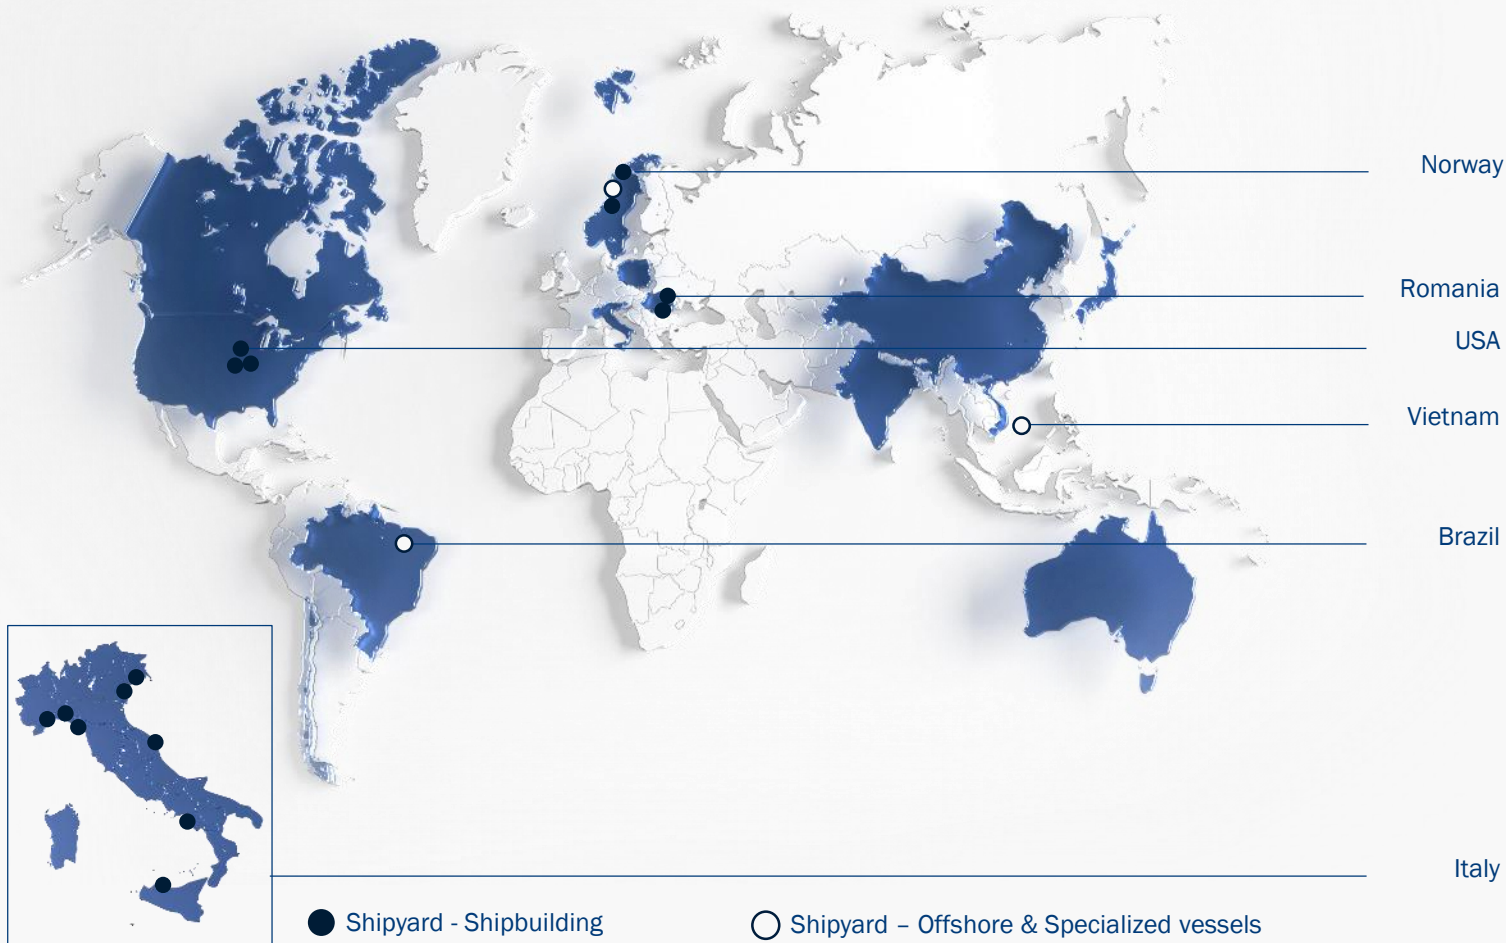 Norway
Romania
USA
Vietnam
Brazil
Italy
Shipyard - Shipbuilding
Shipyard – Offshore & Specialized vessels